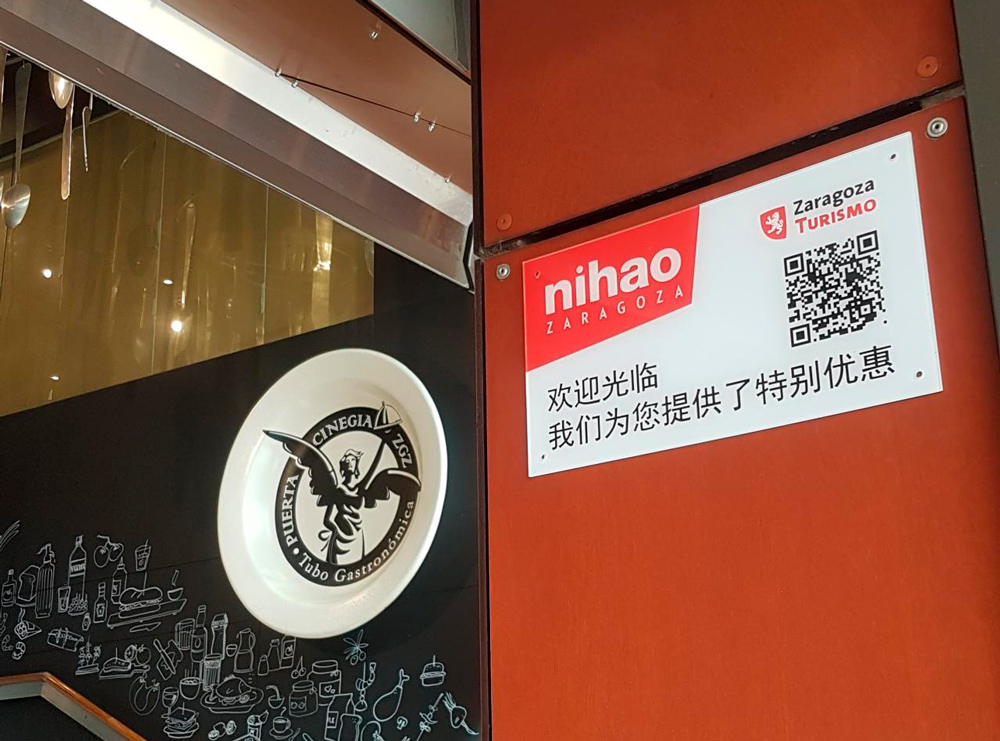 PUERTA CINEGIA ZGZ
Tubo Gastronómica
nihao
ZARAGOZA
Zaragoza
TURISMO
欢迎光临
我们为您提供了特别优惠